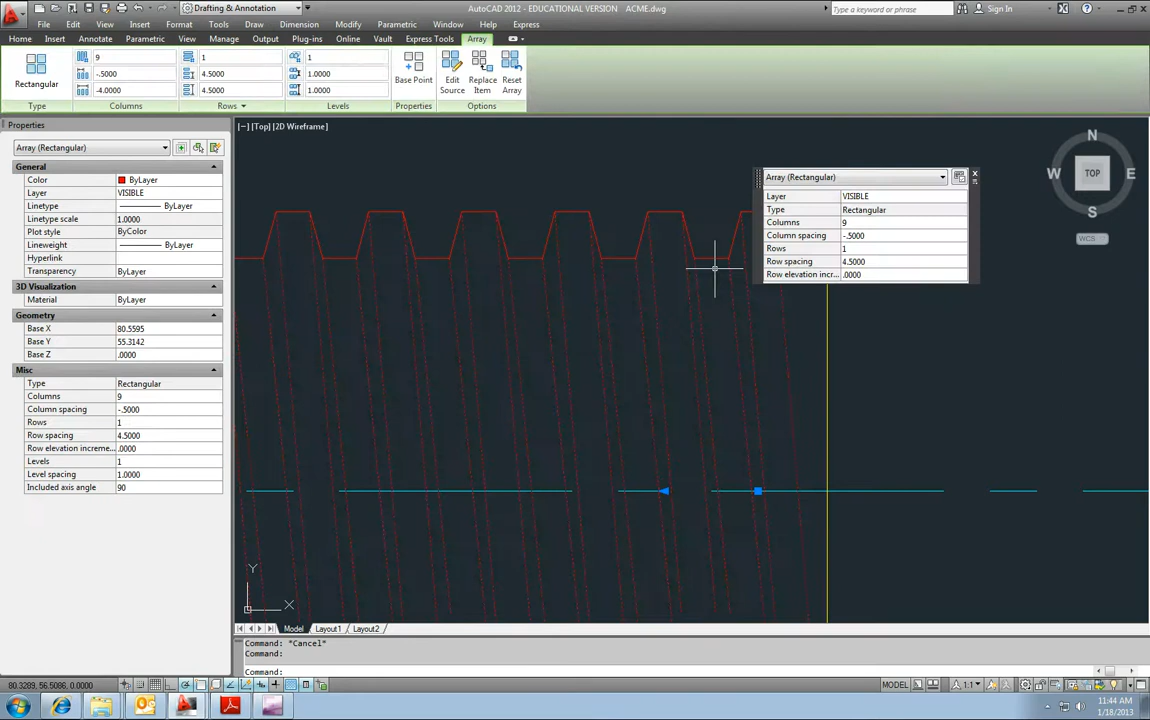 Drafting & Annotation
AutoCAD 2012 - EDUCATIONAL VERSION ACME.dwg
Type a keyword or phrase
Sign In
File Edit View Insert Format Tools Draw Dimension Modify Parametric Window Help Express
Home Insert Annotate Parametric View Manage Output Plug-ins Online Vault Express Tools Array
9 1 1
-.5000 4.5000 1.0000
-4.0000 4.5000 1.0000
Rectangular
Base Point
Edit Source
Replace Item
Reset Array
Type Columns Rows Levels Properties Options
Properties
Array (Rectangular)
General
Color ByLayer
Layer VISIBLE
Linetype ByLayer
Linetype scale 1.0000
Plot style ByColor
Lineweight ByLayer
Hyperlink
Transparency ByLayer
3D Visualization
Material ByLayer
Geometry
Base X 80.5595
Base Y 55.3142
Base Z .0000
Misc
Type Rectangular
Columns 9
Column spacing -.5000
Rows 1
Row spacing 4.5000
Row elevation increme... .0000
Levels 1
Level spacing 1.0000
Included axis angle 90
[−] [Top] [2D Wireframe]
Array (Rectangular)
Layer VISIBLE
Type Rectangular
Columns 9
Column spacing -.5000
Rows 1
Row spacing 4.5000
Row elevation incr... .0000
N
W TOP E
S
WCS
Y
X
Model Layout1 Layout2
Command: *Cancel*
Command:
Command:
80.3289, 56.5086, 0.0000
MODEL
1:1
11:44 AM
1/18/2013